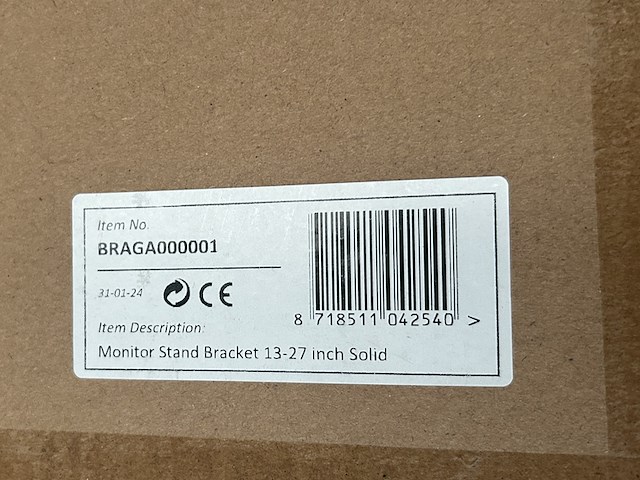 Item No.
BRAGA000001
31-01-24 CE
Item Description:
Monitor Stand Bracket 13-27 inch Solid
8 718511 042540 >